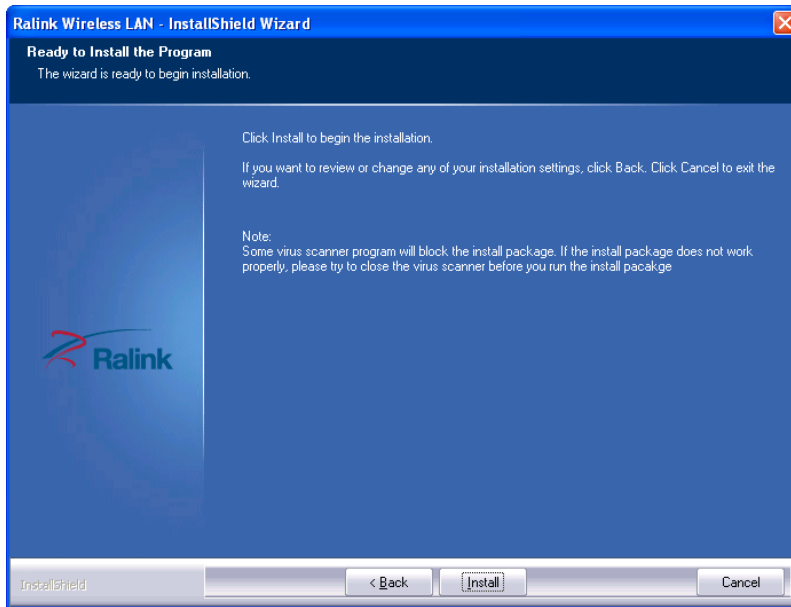 Ralink Wireless LAN - InstallShield Wizard
Ready to Install the Program
The wizard is ready to begin installation.
Click Install to begin the installation.
If you want to review or change any of your installation settings, click Back. Click Cancel to exit the
wizard.
Note:
Some virus scanner program will block the install package. If the install package does not work
properly, please try to close the virus scanner before you run the install pacakge
Ralink
InstallShield
< Back
Install
Cancel